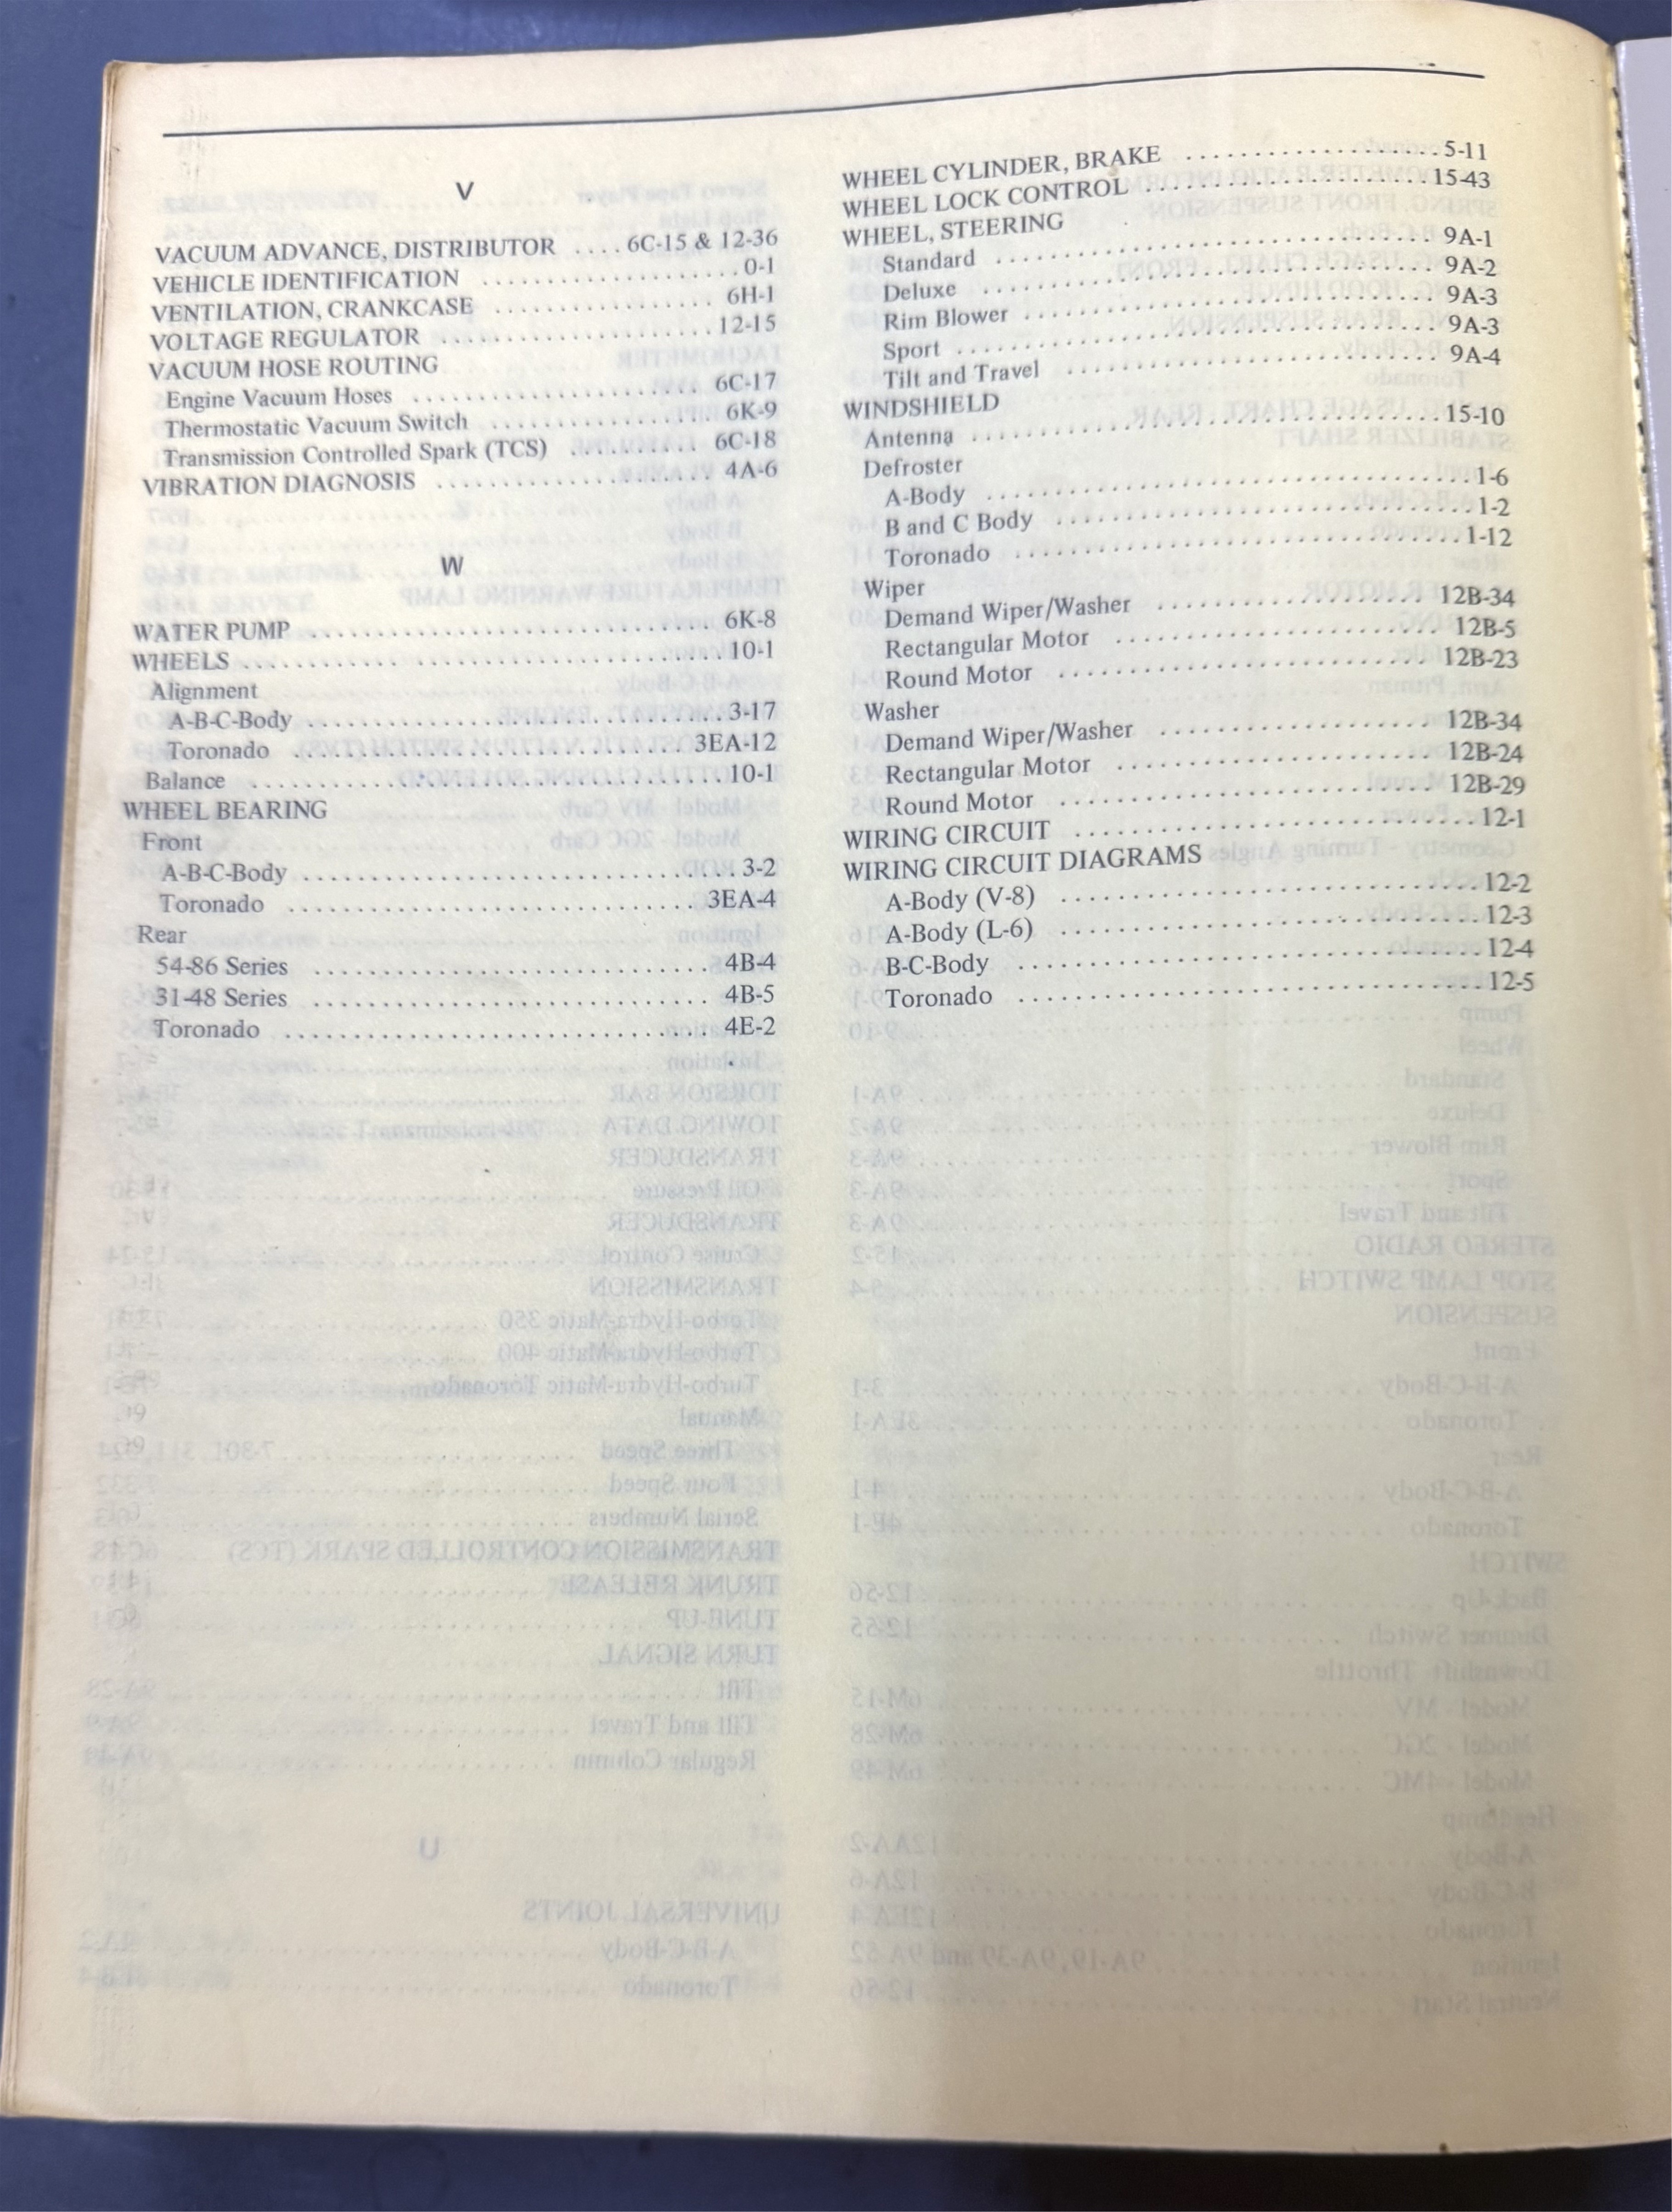 V
VACUUM ADVANCE, DISTRIBUTOR .... 6C-15 & 12-36
VEHICLE IDENTIFICATION ................... 0-1
VENTILATION, CRANKCASE ................ 6H-1
VOLTAGE REGULATOR .................... 12-15
VACUUM HOSE ROUTING
Engine Vacuum Hoses ..................... 6C-17
Thermostatic Vacuum Switch ................ 6K-9
Transmission Controlled Spark (TCS) .......... 6C-18
VIBRATION DIAGNOSIS .................... 4A-6
W
WATER PUMP ............................. 6K-8
WHEELS ................................... 10-1
Alignment
A-B-C-Body .............................. 3-17
Toronado ............................. 3EA-12
Balance .................................. 10-1
WHEEL BEARING
Front
A-B-C-Body ............................... 3-2
Toronado .............................. 3EA-4
Rear
54-86 Series ............................. 4B-4
31-48 Series ............................. 4B-5
Toronado ............................... 4E-2
WHEEL CYLINDER, BRAKE ................... 5-11
WHEEL LOCK CONTROL ..................... 15-43
WHEEL, STEERING
Standard ................................ 9A-1
Deluxe ................................. 9A-2
Rim Blower .............................. 9A-3
Sport ................................... 9A-3
Tilt and Travel ........................... 9A-4
WINDSHIELD
Antenna ................................. 15-10
Defroster
A-Body ................................... 1-6
B and C Body .............................. 1-2
Toronado ................................ 1-12
Wiper
Demand Wiper/Washer .................... 12B-34
Rectangular Motor ........................ 12B-5
Round Motor ........................... 12B-23
Washer
Demand Wiper/Washer .................... 12B-34
Rectangular Motor ....................... 12B-24
Round Motor ........................... 12B-29
WIRING CIRCUIT ............................ 12-1
WIRING CIRCUIT DIAGRAMS
A-Body (V-8) .............................. 12-2
A-Body (L-6) .............................. 12-3
B-C-Body ................................. 12-4
Toronado ................................. 12-5